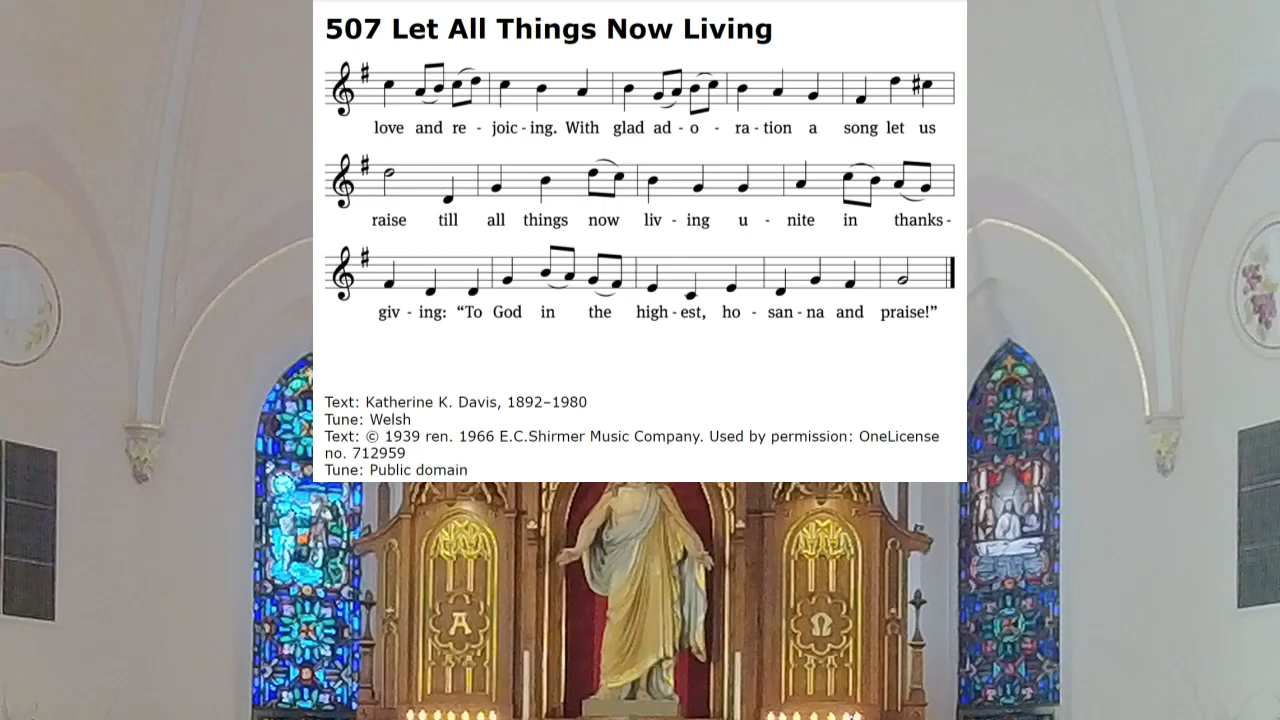 507 Let All Things Now Living
love and re - joic - ing. With glad ad - o - ra - tion a song let us
raise till all things now liv - ing u - nite in thanks -
giv - ing: “To God in the high - est, ho - san - na and praise!”
Text: Katherine K. Davis, 1892–1980
Tune: Welsh
Text: © 1939 ren. 1966 E.C.Shirmer Music Company. Used by permission: OneLicense
no. 712959
Tune: Public domain
A Ω